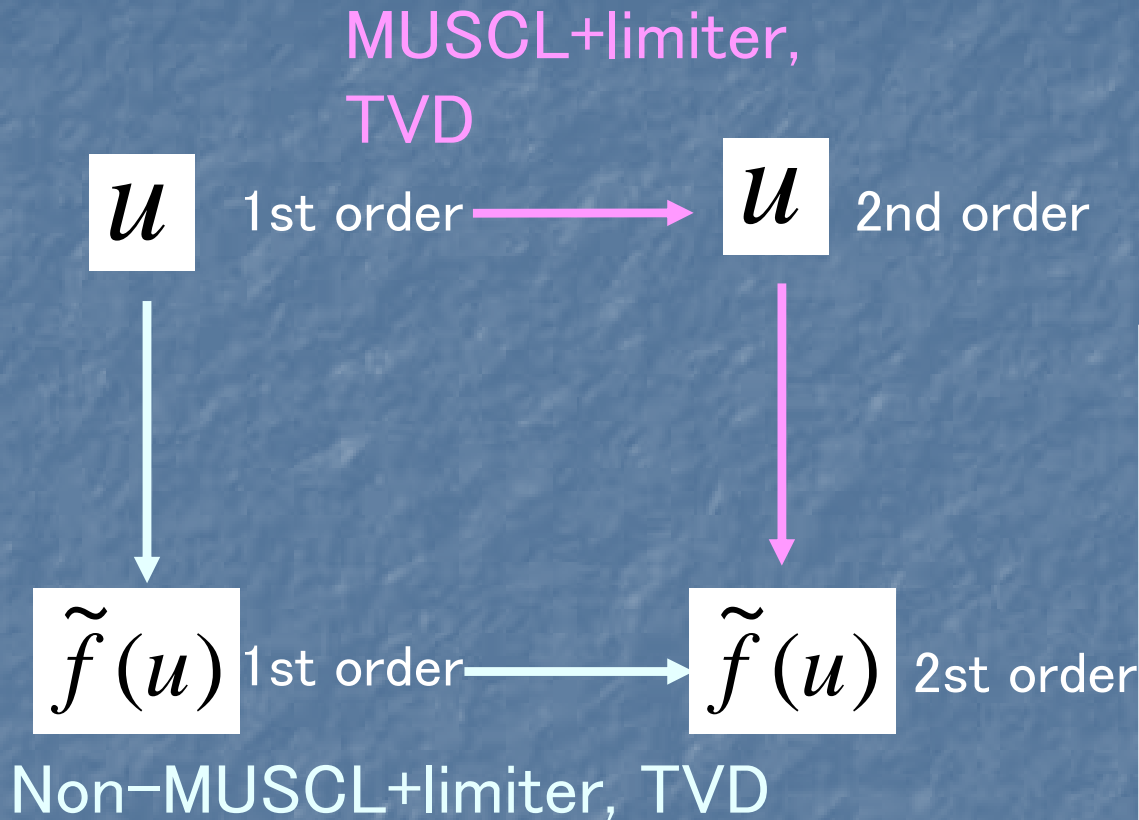 MUSCL+limiter,
TVD
u 1st order u 2nd order
f̃(u) 1st order f̃(u) 2st order
Non-MUSCL+limiter, TVD